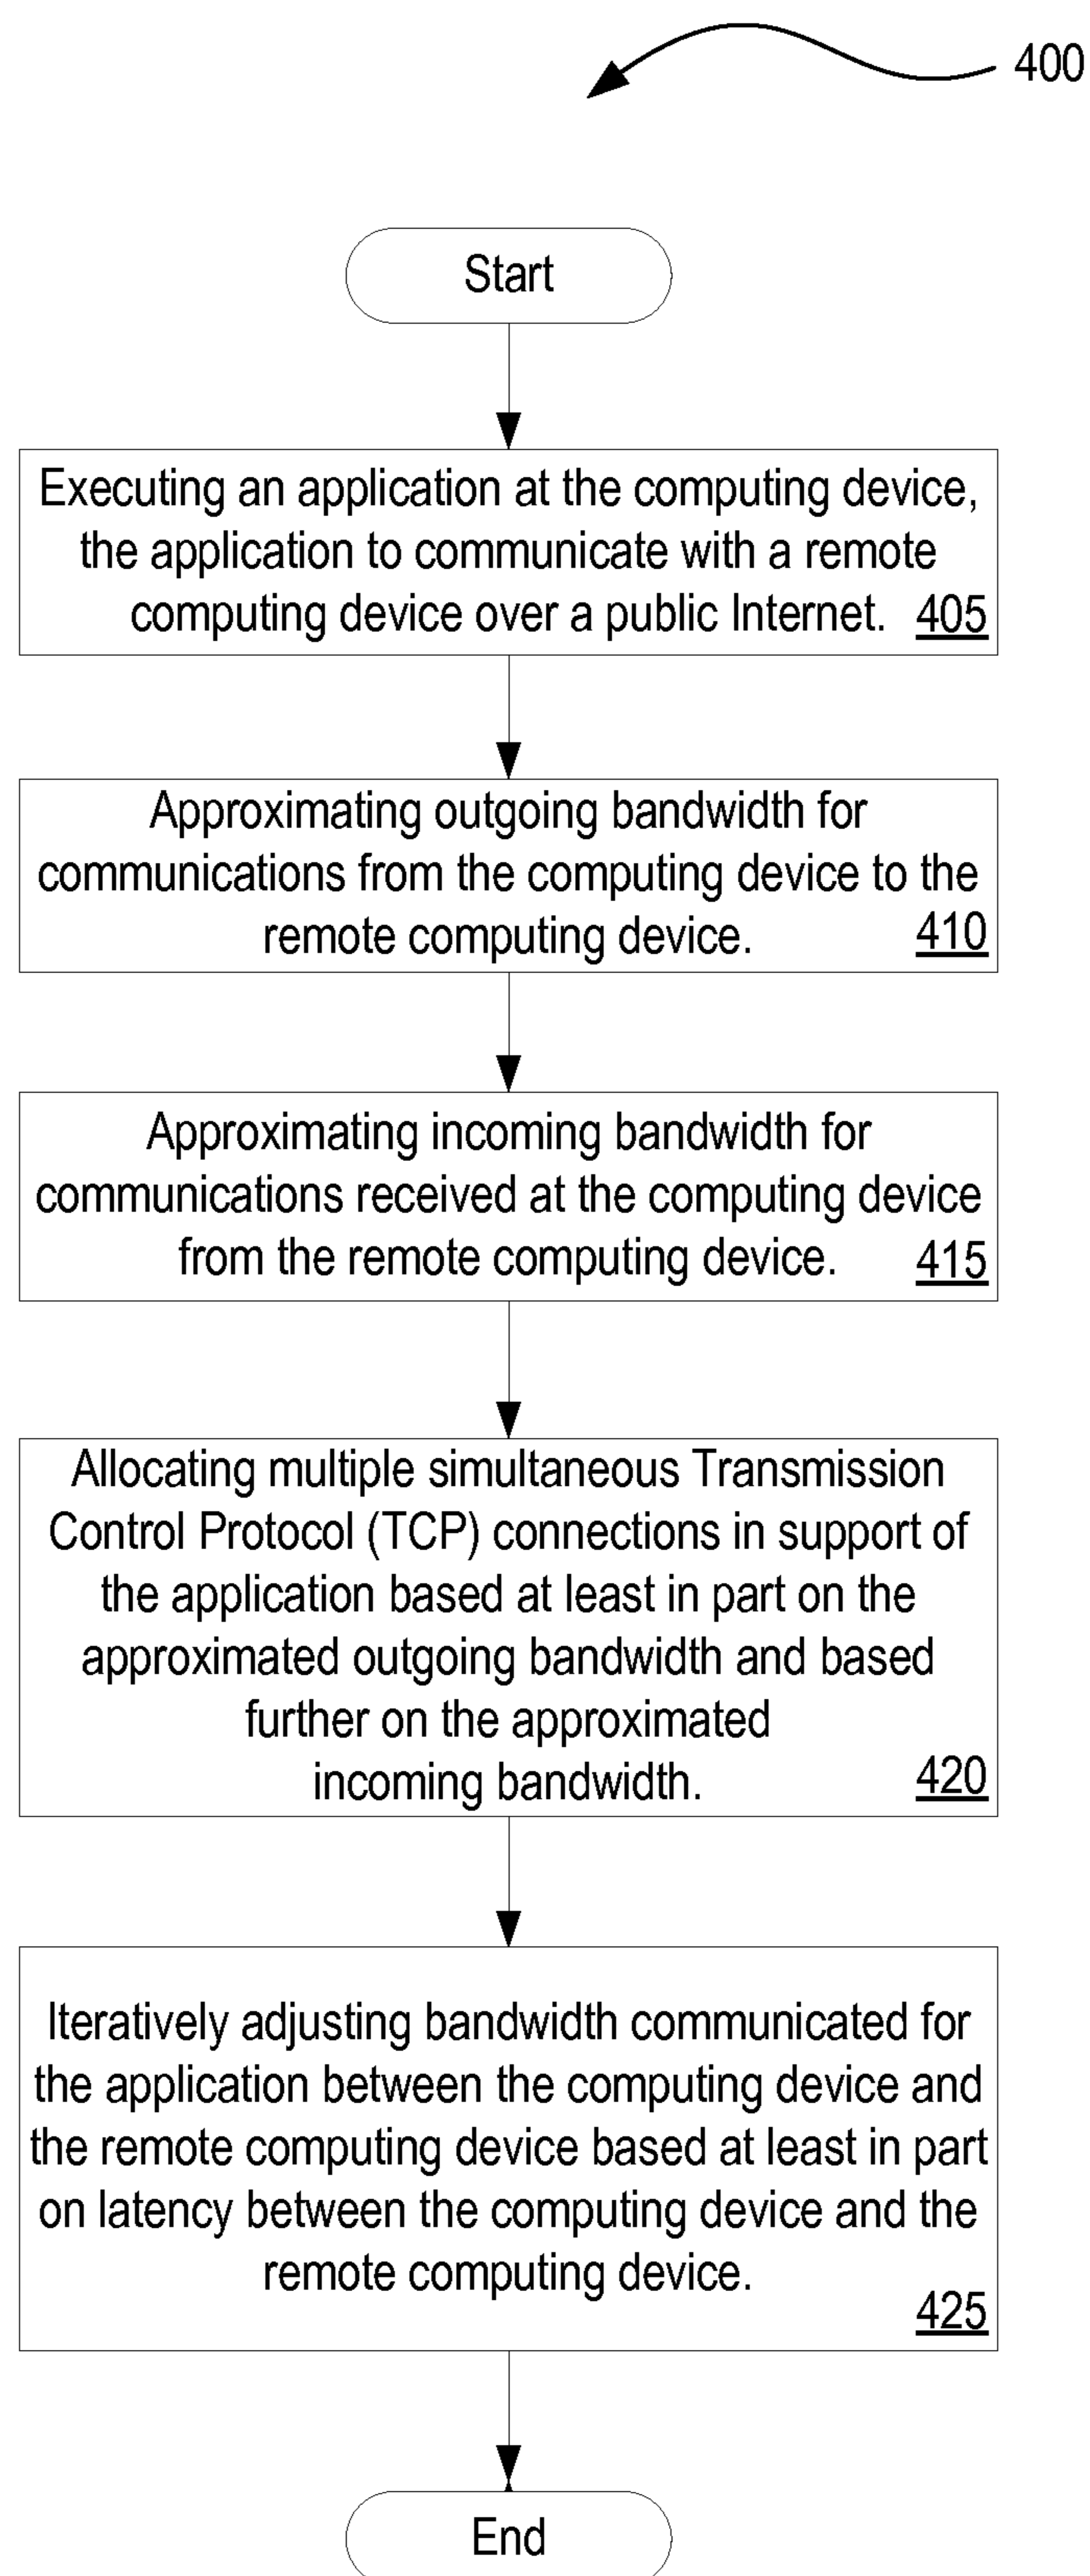 400
Start
Executing an application at the computing device,
the application to communicate with a remote
computing device over a public Internet. 405
Approximating outgoing bandwidth for
communications from the computing device to the
remote computing device. 410
Approximating incoming bandwidth for
communications received at the computing device
from the remote computing device. 415
Allocating multiple simultaneous Transmission
Control Protocol (TCP) connections in support of
the application based at least in part on the
approximated outgoing bandwidth and based
further on the approximated
incoming bandwidth. 420
Iteratively adjusting bandwidth communicated for
the application between the computing device and
the remote computing device based at least in part
on latency between the computing device and the
remote computing device.
425
End